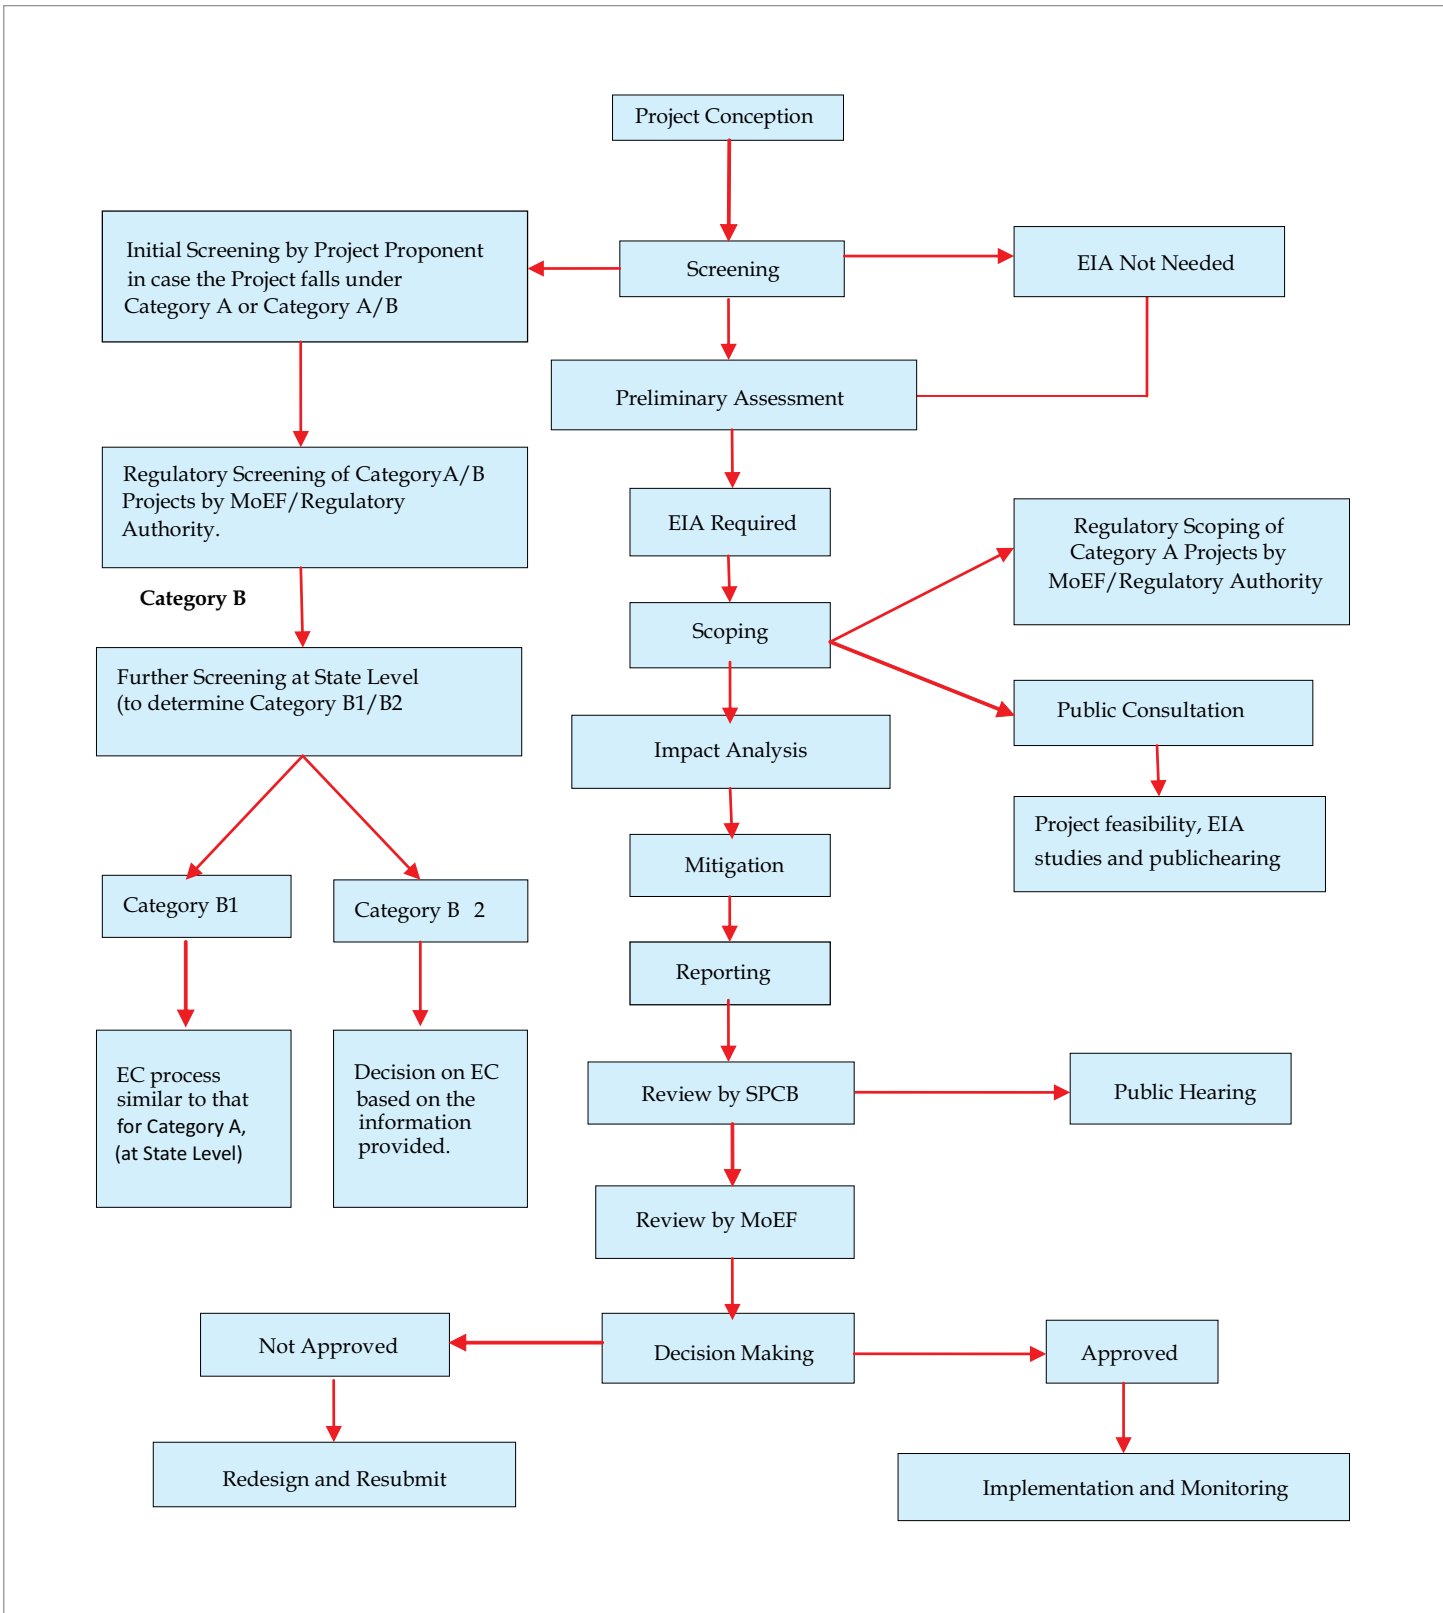 Project Conception
Initial Screening by Project Proponent
in case the Project falls under
Category A or Category A/B
Screening
EIA Not Needed
Preliminary Assessment
Regulatory Screening of CategoryA/B
Projects by MoEF/Regulatory
Authority.
EIA Required
Regulatory Scoping of
Category A Projects by
MoEF/Regulatory Authority
Category B
Scoping
Further Screening at State Level
(to determine Category B1/B2
Public Consultation
Impact Analysis
Project feasibility, EIA
studies and publichearing
Mitigation
Category B1
Category B 2
Reporting
EC process
similar to that
for Category A,
(at State Level)
Decision on EC
based on the
information
provided.
Review by SPCB
Public Hearing
Review by MoEF
Not Approved
Decision Making
Approved
Redesign and Resubmit
Implementation and Monitoring